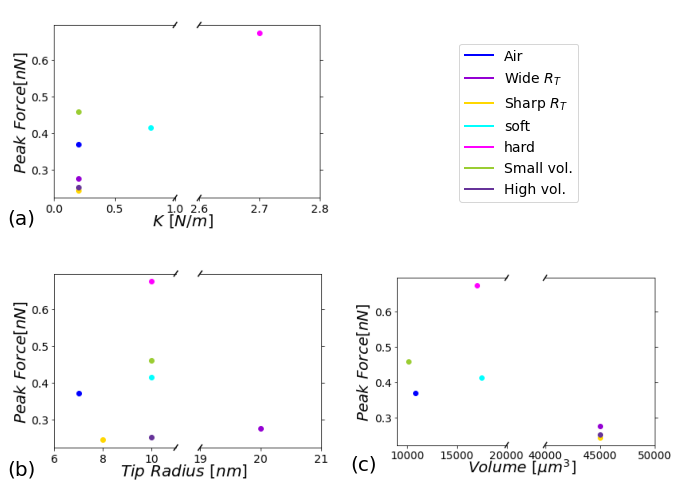 Peak Force[nN]
0.6
0.5
0.4
0.3
0.0 0.5 1.0 2.6 2.7 2.8
K [N/m]
(a)
Air
Wide R_T
Sharp R_T
soft
hard
Small vol.
High vol.
Peak Force[nN]
0.6
0.5
0.4
0.3
6 8 10 19 20 21
Tip Radius [nm]
(b)
Peak Force[nN]
0.6
0.5
0.4
0.3
10000 15000 20000 40000 45000 50000
Volume [μm³]
(c)